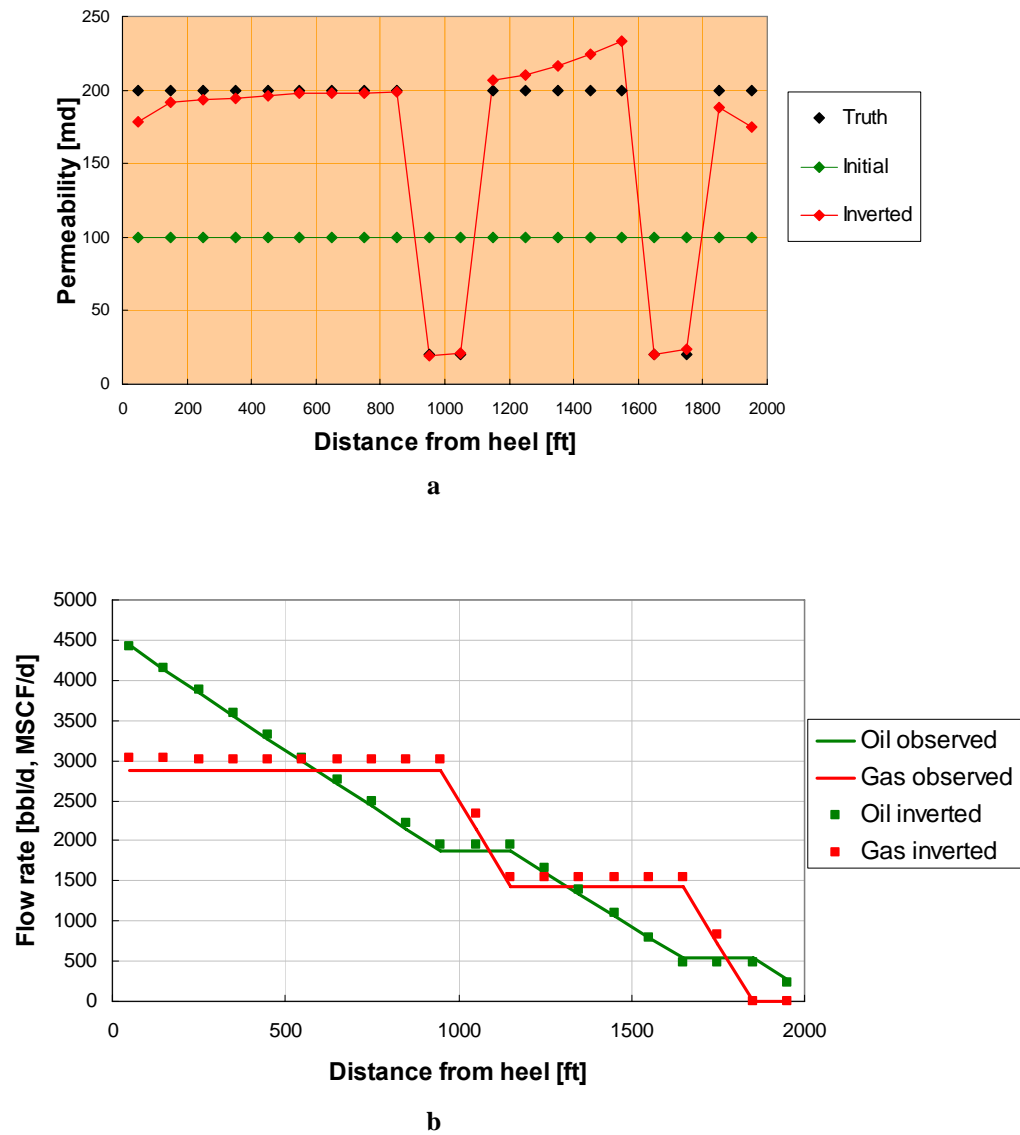 250
200
150
100
50
0
Permeability [md]
0 200 400 600 800 1000 1200 1400 1600 1800 2000
Distance from heel [ft]
Truth
Initial
Inverted
a
5000
4500
4000
3500
3000
2500
2000
1500
1000
500
0
Flow rate [bbl/d, MSCF/d]
0 500 1000 1500 2000
Distance from heel [ft]
Oil observed
Gas observed
Oil inverted
Gas inverted
b